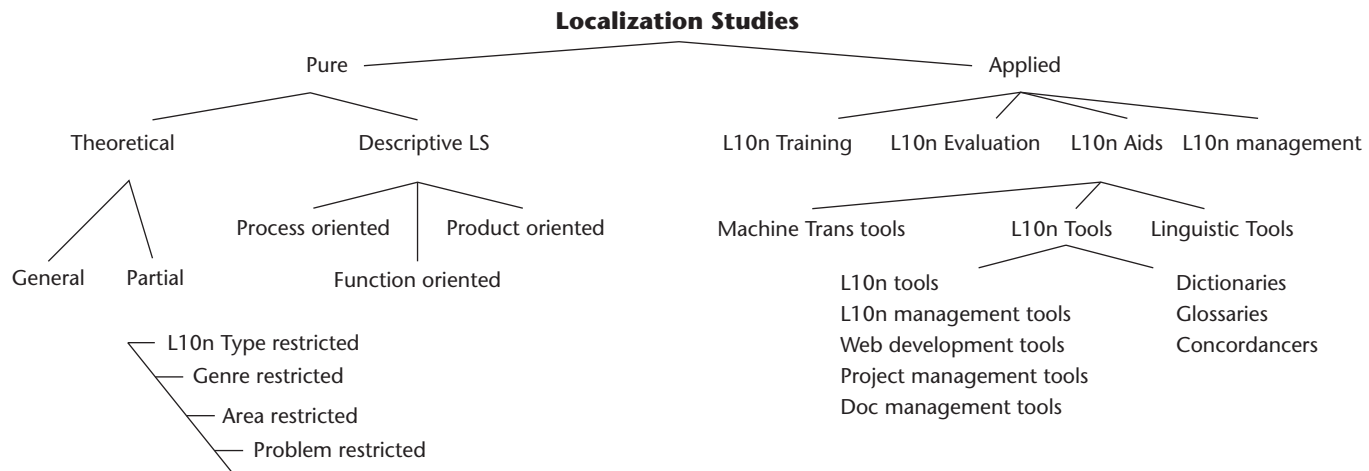 Localization Studies
Pure
Applied
Theoretical
Descriptive LS
L10n Training
L10n Evaluation
L10n Aids
L10n management
Process oriented
Product oriented
Machine Trans tools
L10n Tools
Linguistic Tools
General
Partial
Function oriented
L10n tools
L10n management tools
Web development tools
Project management tools
Doc management tools
Dictionaries
Glossaries
Concordancers
L10n Type restricted
Genre restricted
Area restricted
Problem restricted